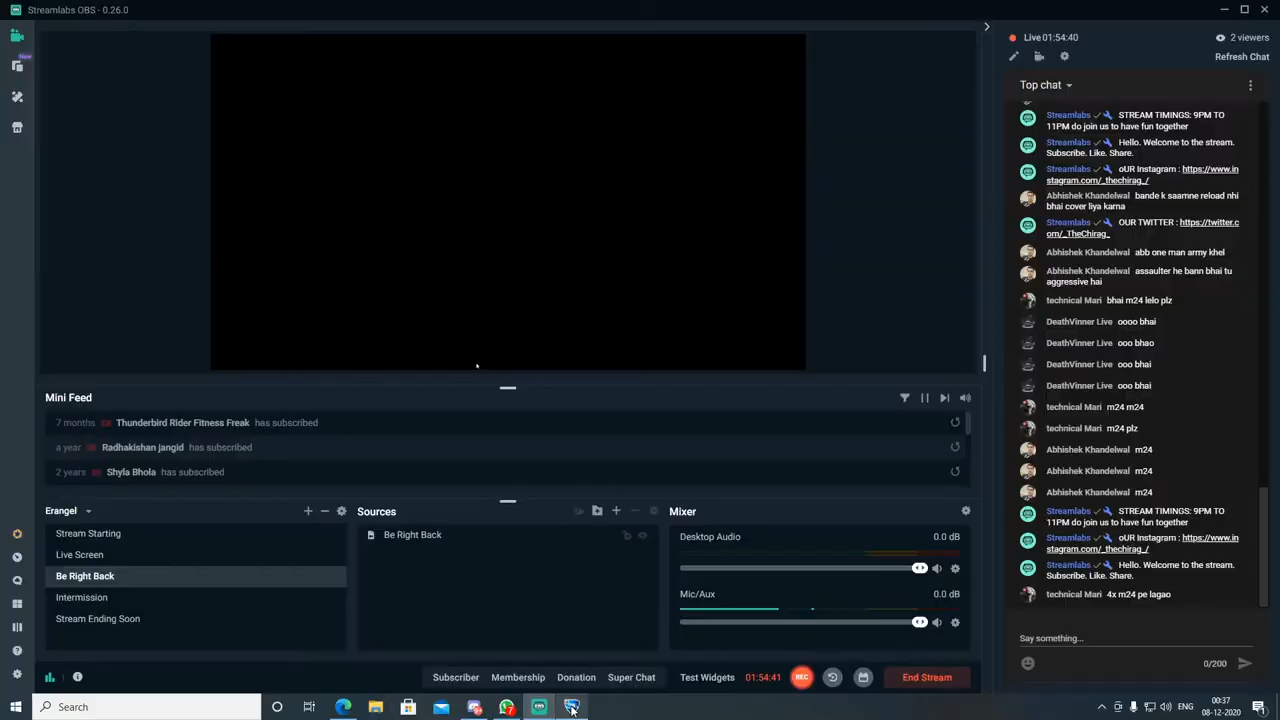 Streamlabs OBS - 0.26.0
New
Live 01:54:40
2 viewers
Refresh Chat
Top chat
Streamlabs STREAM TIMINGS: 9PM TO
11PM do join us to have fun together
Streamlabs Hello. Welcome to the stream.
Subscribe. Like. Share.
Streamlabs oUR Instagram : https://www.in
stagram.com/_thechirag_/
Abhishek Khandelwal bande k saamne reload nhi
bhai cover liya karna
Streamlabs OUR TWITTER : https://twitter.c
om/_TheChirag_
Abhishek Khandelwal abb one man army khel
Abhishek Khandelwal assaulter he bann bhai tu
aggressive hai
technical Mari bhai m24 lelo plz
DeathVinner Live oooo bhai
DeathVinner Live ooo bhao
DeathVinner Live ooo bhai
DeathVinner Live ooo bhai
technical Mari m24 m24
technical Mari m24 plz
Abhishek Khandelwal m24
Abhishek Khandelwal m24
Abhishek Khandelwal m24
Streamlabs STREAM TIMINGS: 9PM TO
11PM do join us to have fun together
Streamlabs oUR Instagram : https://www.in
stagram.com/_thechirag_/
Streamlabs Hello. Welcome to the stream.
Subscribe. Like. Share.
technical Mari 4x m24 pe lagao
Say something...
0/200
Mini Feed
7 months Thunderbird Rider Fitness Freak has subscribed
a year Radhakishan jangid has subscribed
2 years Shyla Bhola has subscribed
Erangel
Stream Starting
Live Screen
Be Right Back
Intermission
Stream Ending Soon
Sources
Be Right Back
Mixer
Desktop Audio 0.0 dB
Mic/Aux 0.0 dB
Subscriber Membership Donation Super Chat Test Widgets 01:54:41 REC End Stream
Search
7
ENG
00:37
08-12-2020
1